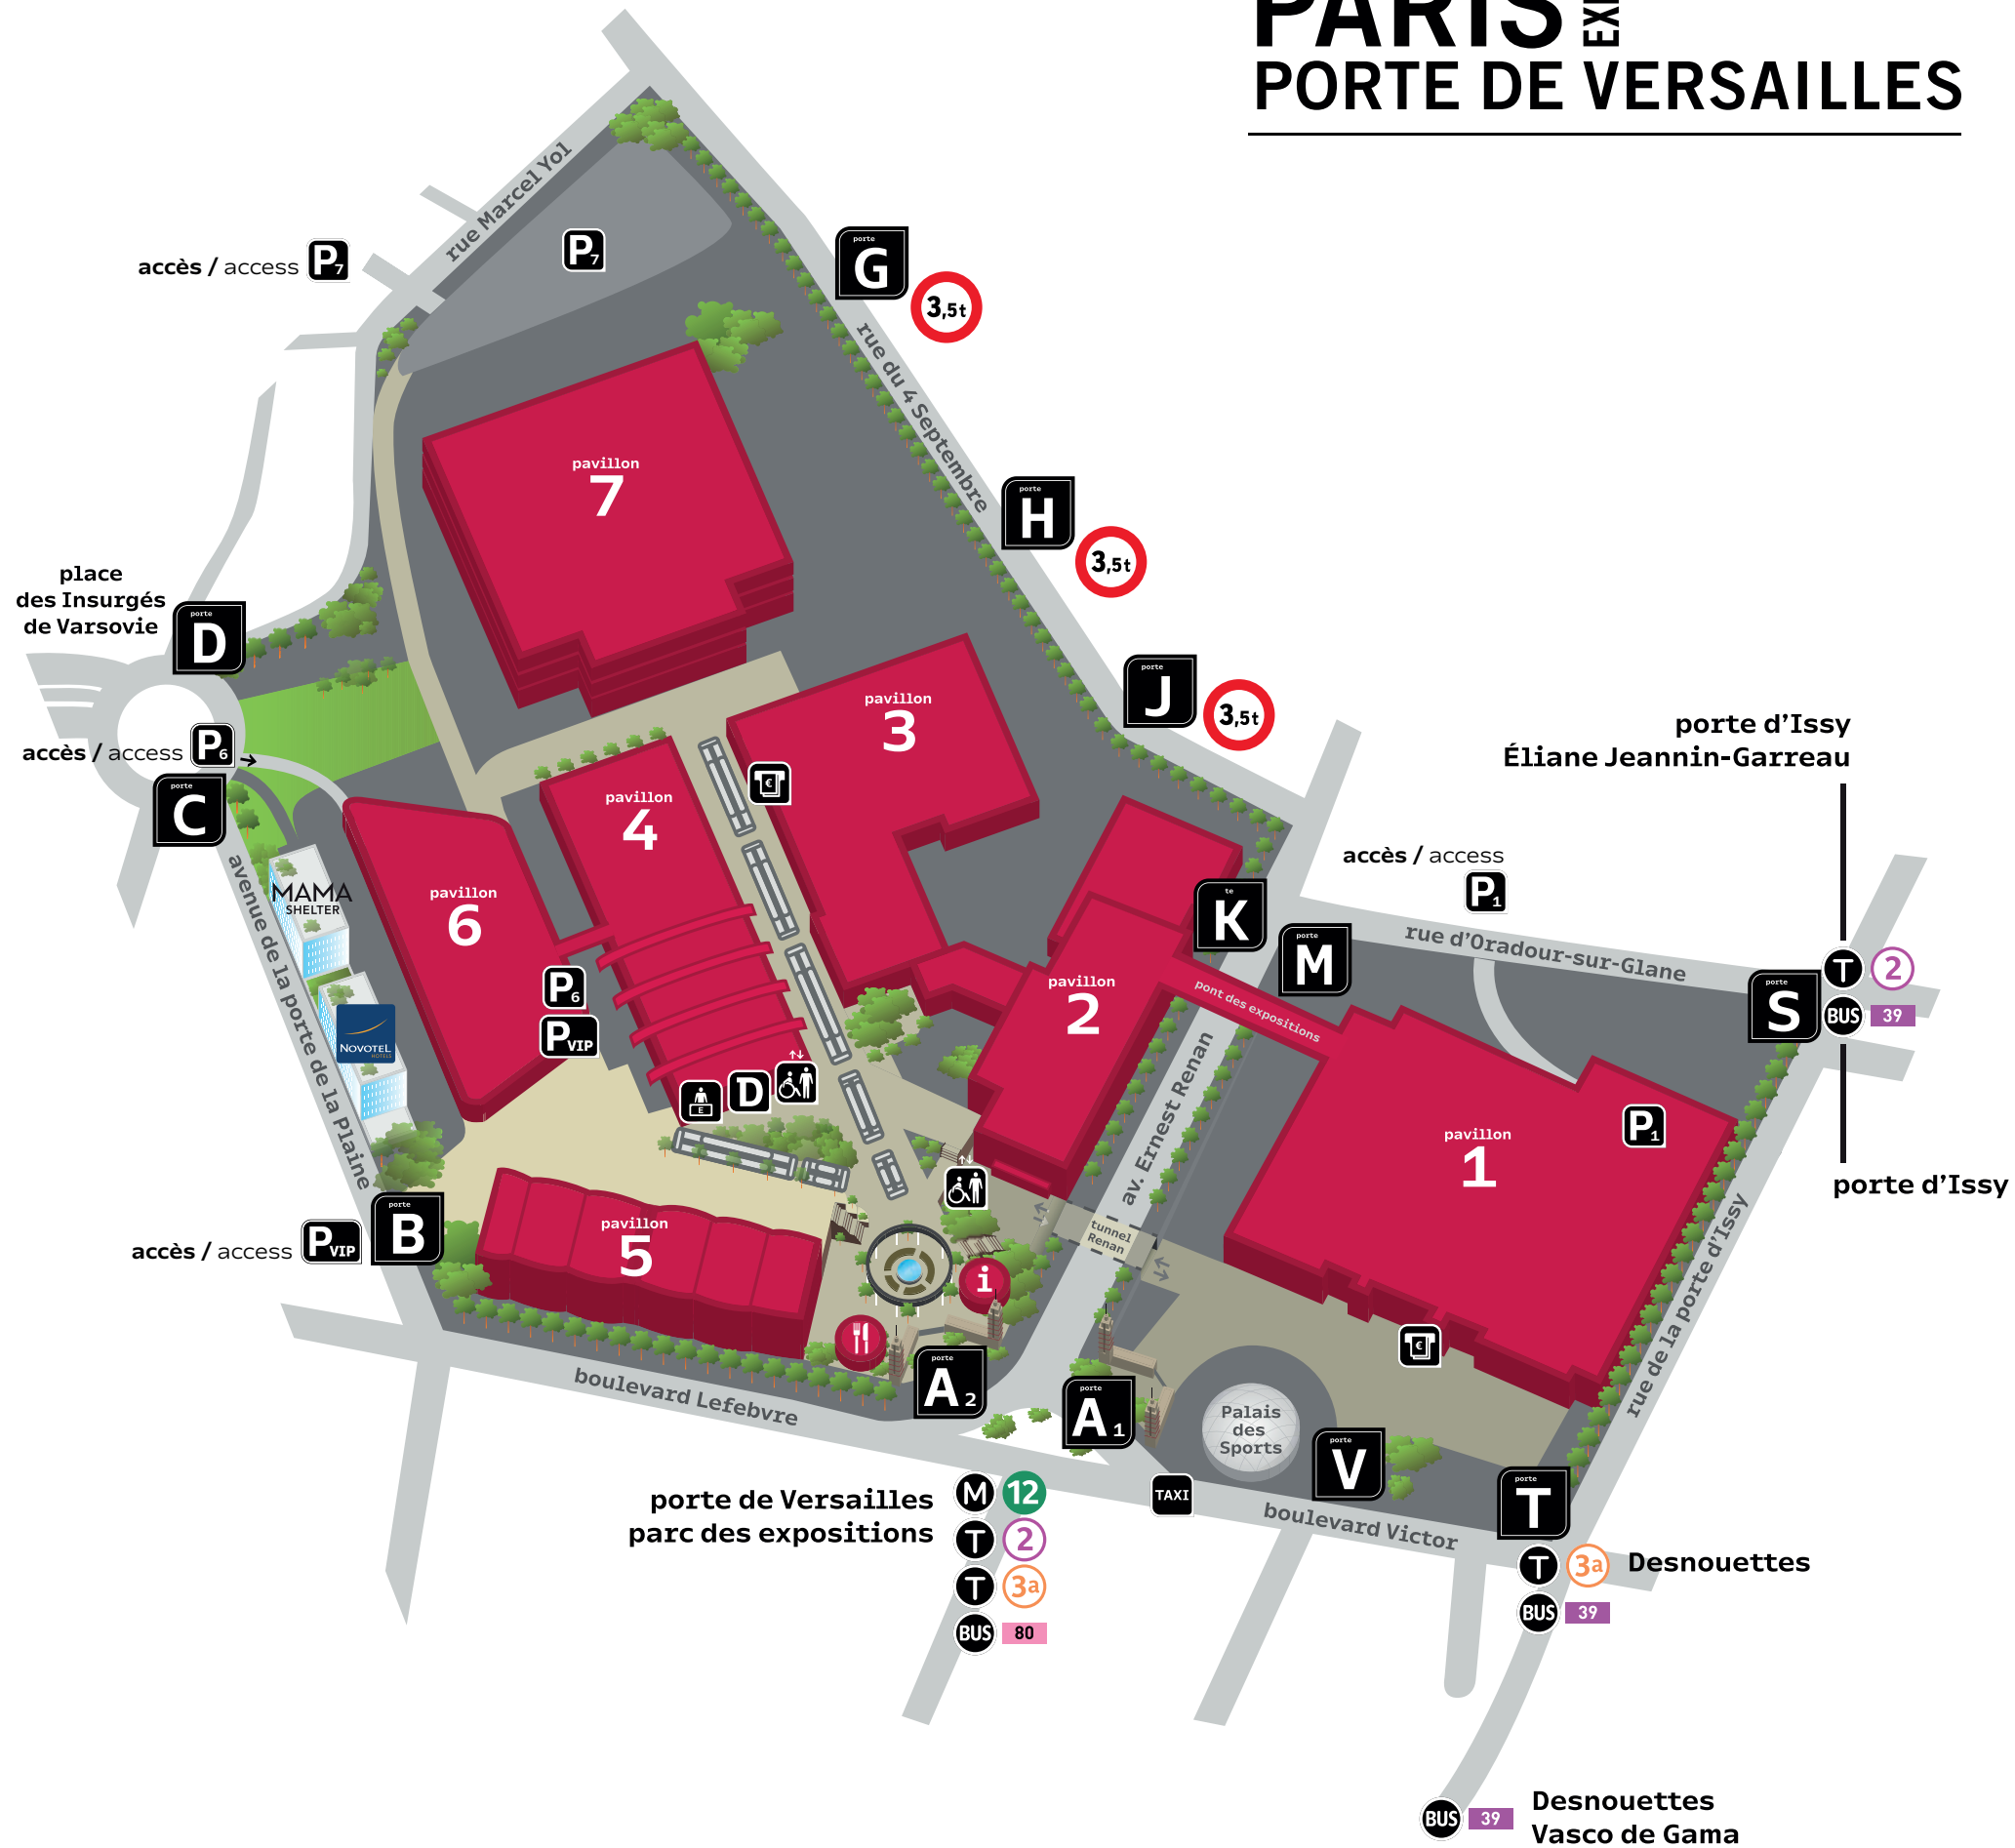 PARIS
PORTE DE VERSAILLES
rue Marcel Yol
P7
accès / access P7
porte
G
3,5t
rue du 4 Septembre
pavillon
7
porte
H
3,5t
place
des Insurgés
de Varsovie
porte
D
porte
J
3,5t
pavillon
3
€
accès / access P6
porte
C
pavillon
4
porte d'Issy
Éliane Jeannin-Garreau
accès / access
P1
MAMA
SHELTER
pavillon
6
te
K
porte
M
rue d'Oradour-sur-Glane
T 2
porte
S
BUS 39
avenue de la porte de la Plaine
P6
PVIP
NOVOTEL
HOTELS
pavillon
2
pont des expositions
av. Ernest Renan
E
D
pavillon
1
P1
porte d'Issy
rue de la porte d'Issy
porte
B
accès / access PVIP
pavillon
5
tunnel
Renan
i
€
boulevard Lefebvre
porte
A2
porte
A1
Palais
des
Sports
porte
V
porte
T
TAXI
boulevard Victor
porte de Versailles
parc des expositions
M 12
T 2
T 3a
BUS 80
T 3a Desnouettes
BUS 39
BUS 39
Desnouettes
Vasco de Gama